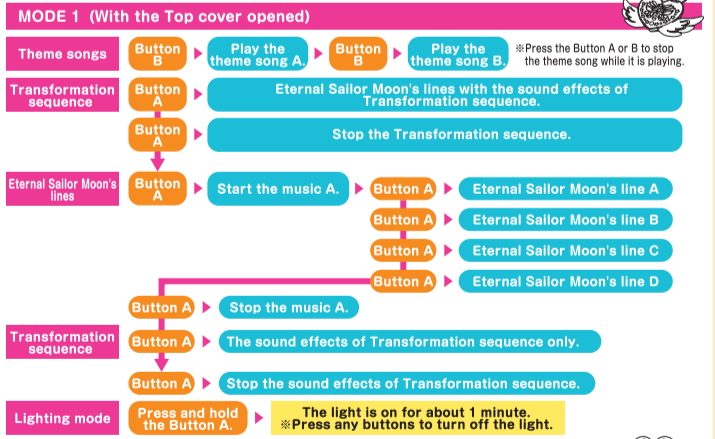 MODE 1 (With the Top cover opened)
Theme songs
Button
B
Play the
theme song A.
Button
B
Play the
theme song B.
※Press the Button A or B to stop
the theme song while it is playing.
Transformation
sequence
Button
A
Eternal Sailor Moon's lines with the sound effects of
Transformation sequence.
Button
A
Stop the Transformation sequence.
Eternal Sailor Moon's
lines
Button
A
Start the music A.
Button A
Eternal Sailor Moon's line A
Button A
Eternal Sailor Moon's line B
Button A
Eternal Sailor Moon's line C
Button A
Eternal Sailor Moon's line D
Button A
Stop the music A.
Transformation
sequence
Button A
The sound effects of Transformation sequence only.
Button A
Stop the sound effects of Transformation sequence.
Lighting mode
Press and hold
the Button A.
The light is on for about 1 minute.
※Press any buttons to turn off the light.